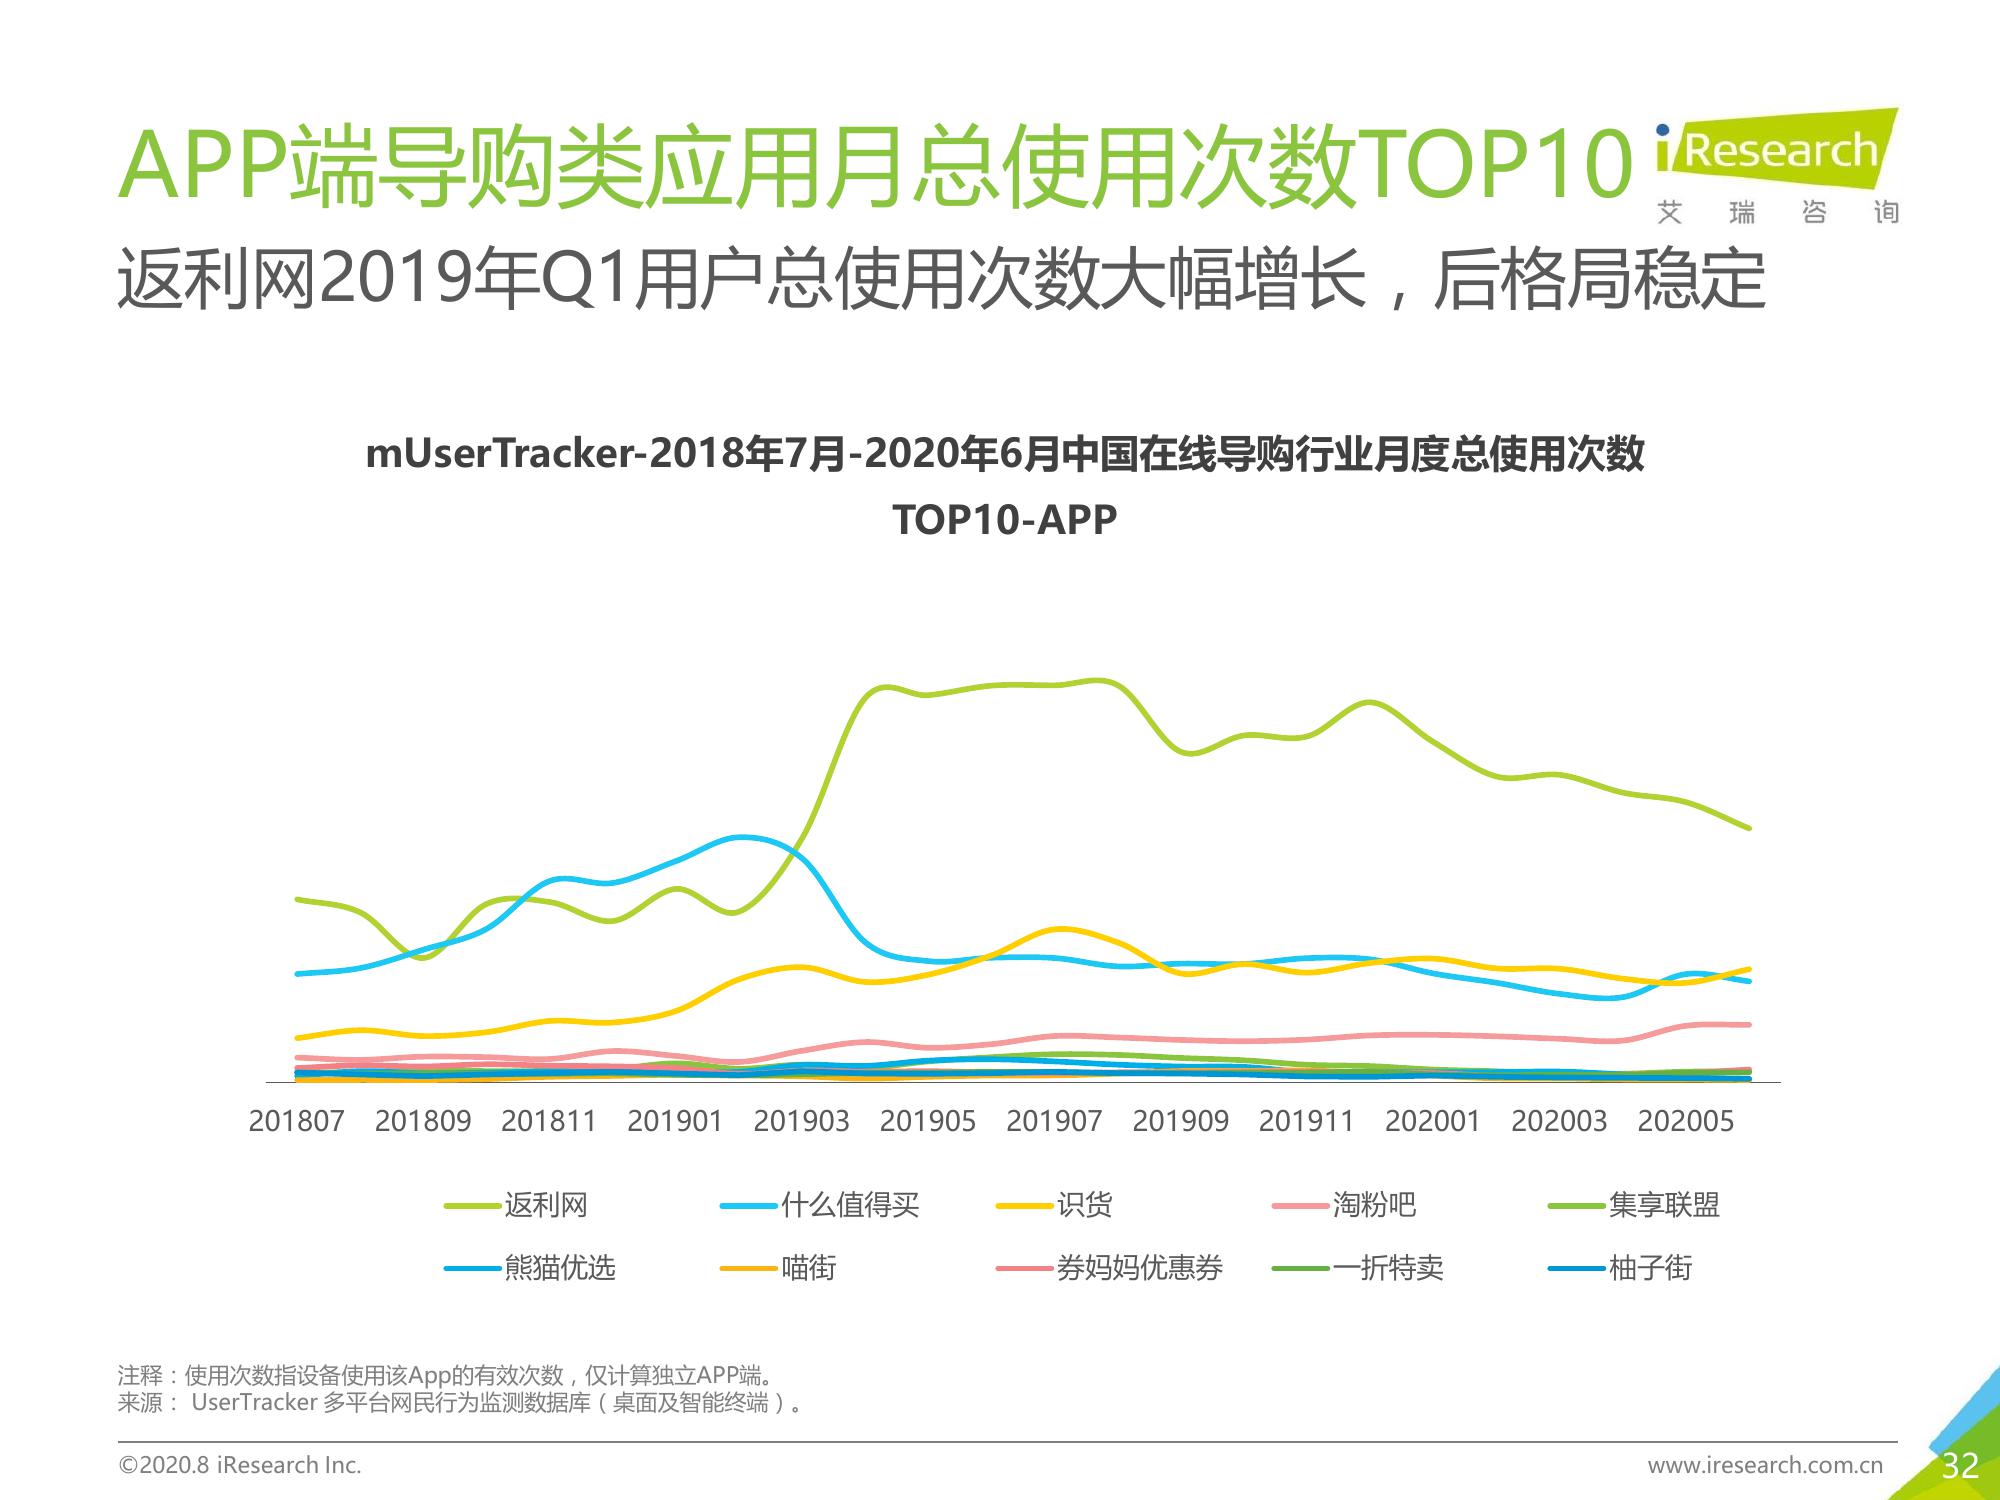 APP端导购类应用月总使用次数TOP10
iResearch
艾瑞咨询
返利网2019年Q1用户总使用次数大幅增长，后格局稳定
mUserTracker-2018年7月-2020年6月中国在线导购行业月度总使用次数
TOP10-APP
201807 201809 201811 201901 201903 201905 201907 201909 201911 202001 202003 202005
返利网 什么值得买 识货 淘粉吧 集享联盟
熊猫优选 喵街 券妈妈优惠券 一折特卖 柚子街
注释：使用次数指设备使用该App的有效次数，仅计算独立APP端。
来源： UserTracker 多平台网民行为监测数据库（桌面及智能终端）。
©2020.8 iResearch Inc.
www.iresearch.com.cn
32